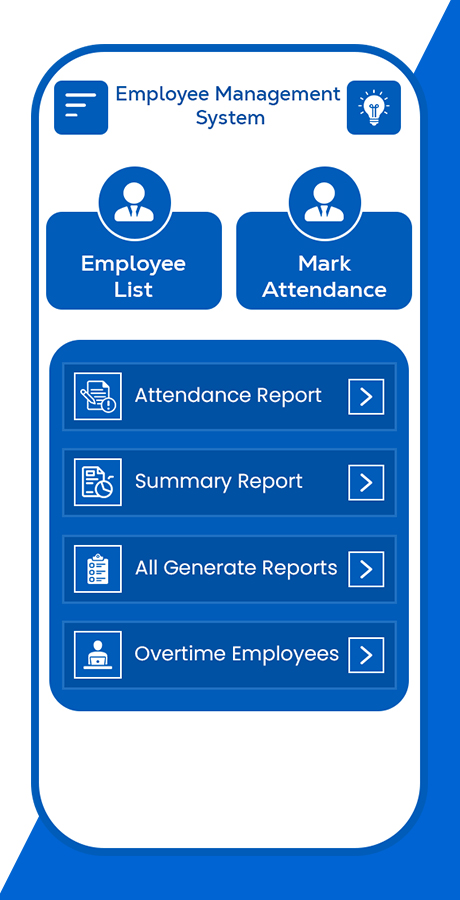 Employee Management
System
Employee
List
Mark
Attendance
Attendance Report
Summary Report
All Generate Reports
Overtime Employees